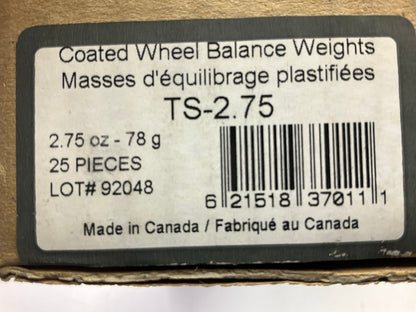 Coated Wheel Balance Weights
Masses d'équilibrage plastifiées
TS-2.75
2.75 oz - 78 g
25 PIECES
LOT# 92048
6 21518 37011 1
Made in Canada / Fabriqué au Canada